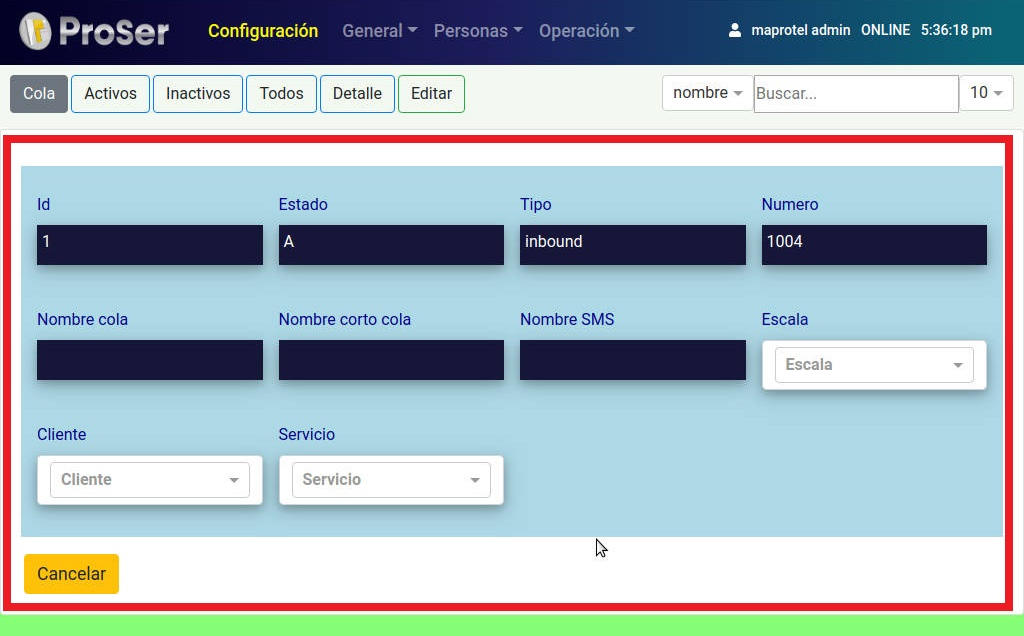 ProSer Configuración General Personas Operación maprotel admin ONLINE 5:36:18 pm
Cola Activos Inactivos Todos Detalle Editar nombre Buscar... 10
Id Estado Tipo Numero
1 A inbound 1004
Nombre cola Nombre corto cola Nombre SMS Escala
Escala
Cliente Servicio
Cliente Servicio
Cancelar